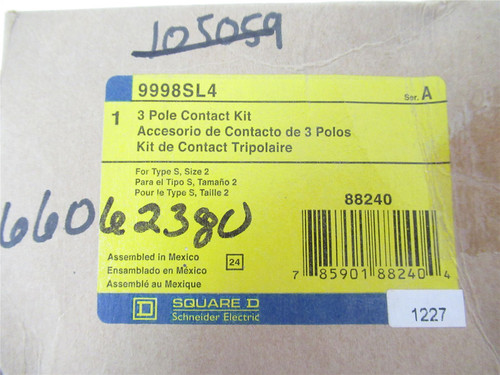 105059
9998SL4
Ser. A
1 3 Pole Contact Kit
Accesorio de Contacto de 3 Polos
Kit de Contact Tripolaire
For Type S, Size 2
Para el Tipo S, Tamaño 2
Pour le Type S, Taille 2
88240
66062380
Assembled in Mexico
Ensamblado en México
Assemblé au Mexique
24
7 85901 88240 4
D SQUARE D
Schneider Electric
1227